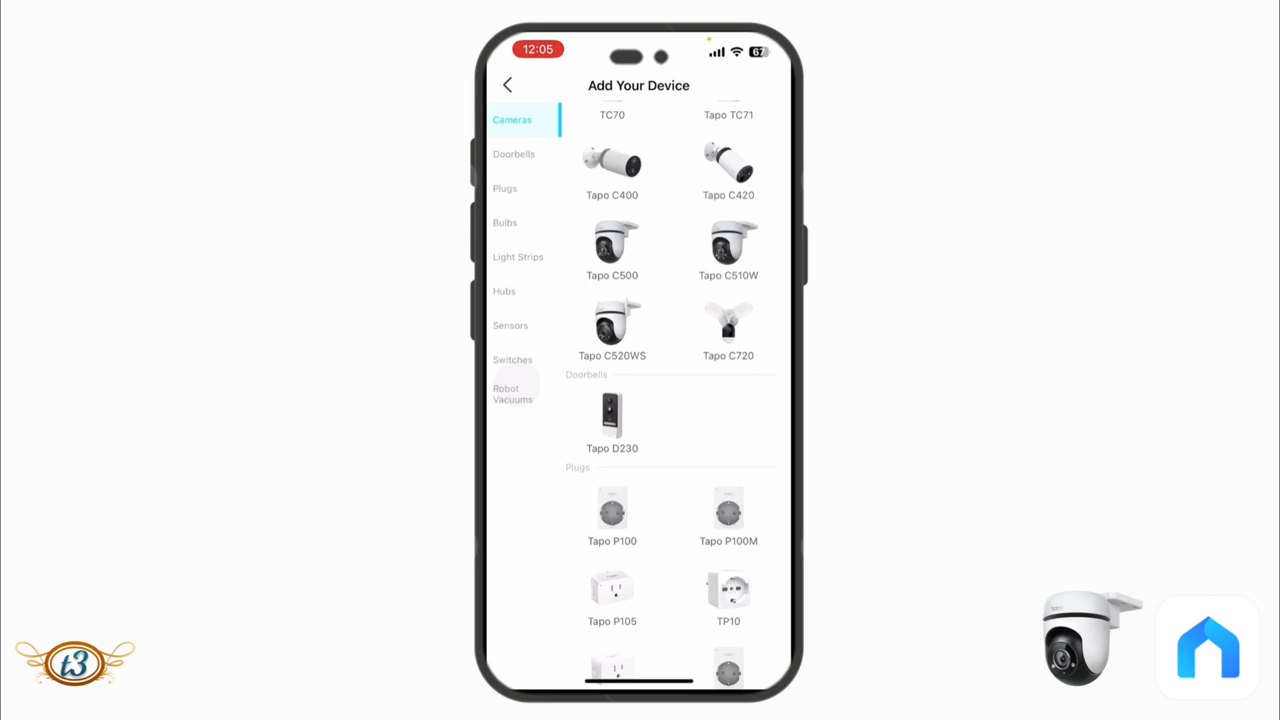 12:05
67
Add Your Device
Cameras
Doorbells
Plugs
Bulbs
Light Strips
Hubs
Sensors
Switches
Robot
Vacuums
TC70
Tapo TC71
Tapo C400
Tapo C420
Tapo C500
Tapo C510W
Tapo C520WS
Tapo C720
Doorbells
Tapo D230
Plugs
Tapo P100
Tapo P100M
Tapo P105
TP10
t3
tapo